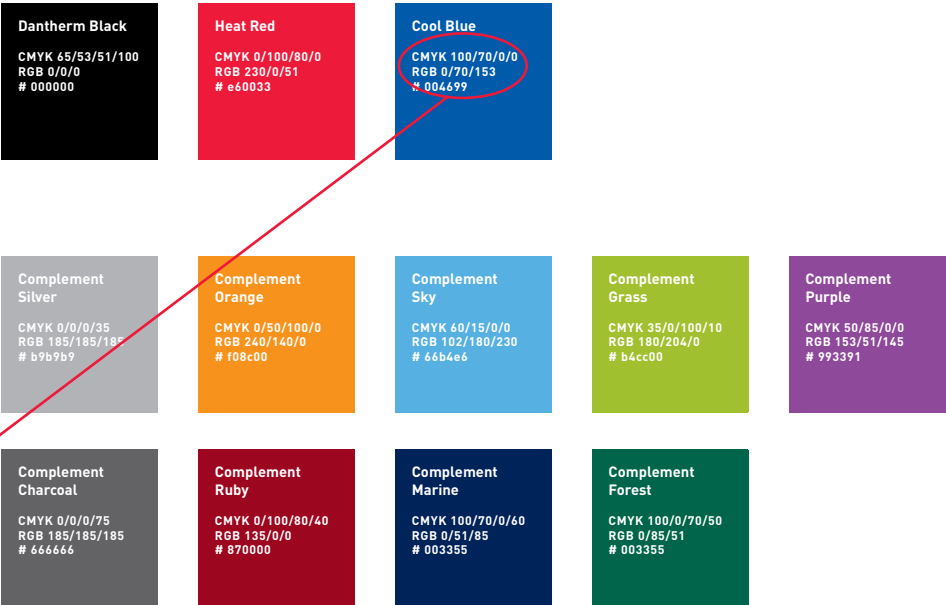 Dantherm Black
CMYK 65/53/51/100
RGB 0/0/0
# 000000
Heat Red
CMYK 0/100/80/0
RGB 230/0/51
# e60033
Cool Blue
CMYK 100/70/0/0
RGB 0/70/153
# 004699
Complement
Silver
CMYK 0/0/0/35
RGB 185/185/185
# b9b9b9
Complement
Orange
CMYK 0/50/100/0
RGB 240/140/0
# f08c00
Complement
Sky
CMYK 60/15/0/0
RGB 102/180/230
# 66b4e6
Complement
Grass
CMYK 35/0/100/10
RGB 180/204/0
# b4cc00
Complement
Purple
CMYK 50/85/0/0
RGB 153/51/145
# 993391
Complement
Charcoal
CMYK 0/0/0/75
RGB 185/185/185
# 666666
Complement
Ruby
CMYK 0/100/80/40
RGB 135/0/0
# 870000
Complement
Marine
CMYK 100/70/0/60
RGB 0/51/85
# 003355
Complement
Forest
CMYK 100/0/70/50
RGB 0/85/51
# 003355